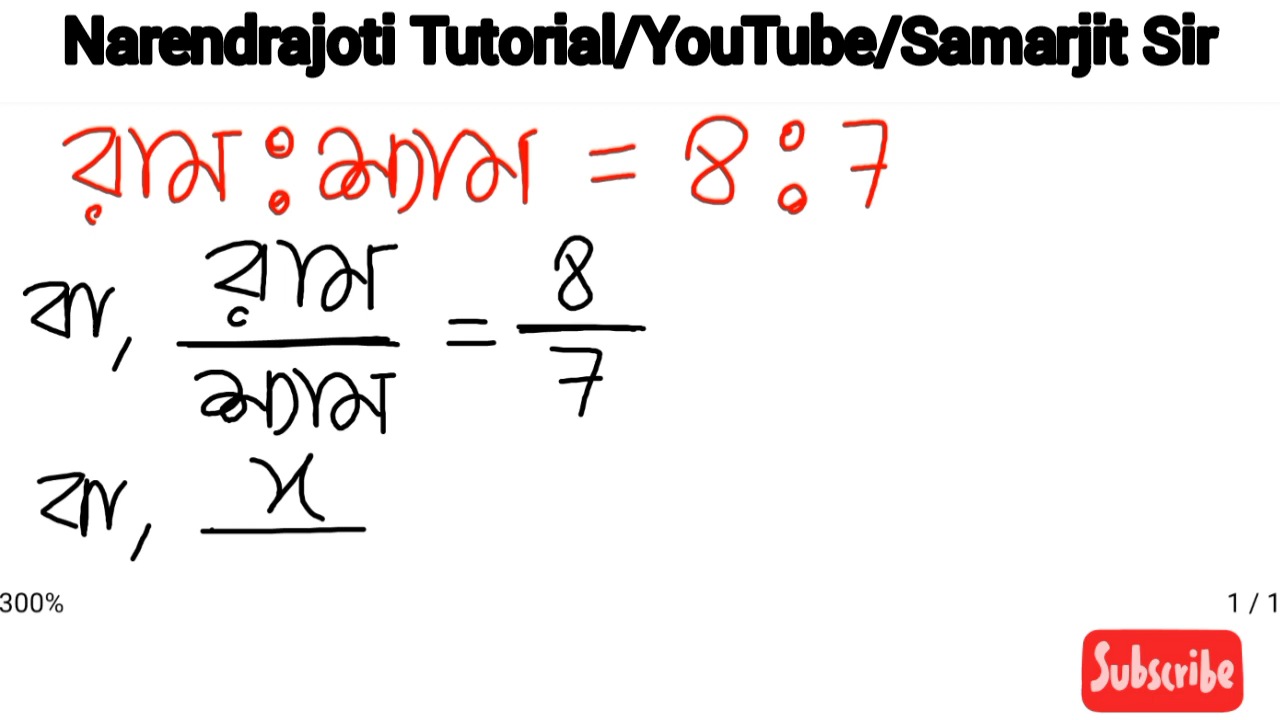 Narendrajoti Tutorial/YouTube/Samarjit Sir
রাম : শ্যাম = 8 : 7
বা, রাম/শ্যাম = 8/7
বা, x
300%
1 / 1
Subscribe